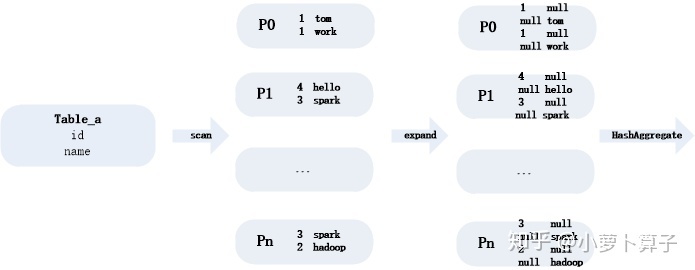 Table_a
id
name
scan
P0
1 tom
1 work
P1
4 hello
3 spark
...
Pn
3 spark
2 hadoop
expand
P0
1 null
null tom
1 null
null work
P1
4 null
null hello
3 null
null spark
...
Pn
3 null
null spark
2 null
null hadoop
HashAggregate
知乎 @小萝卜算子